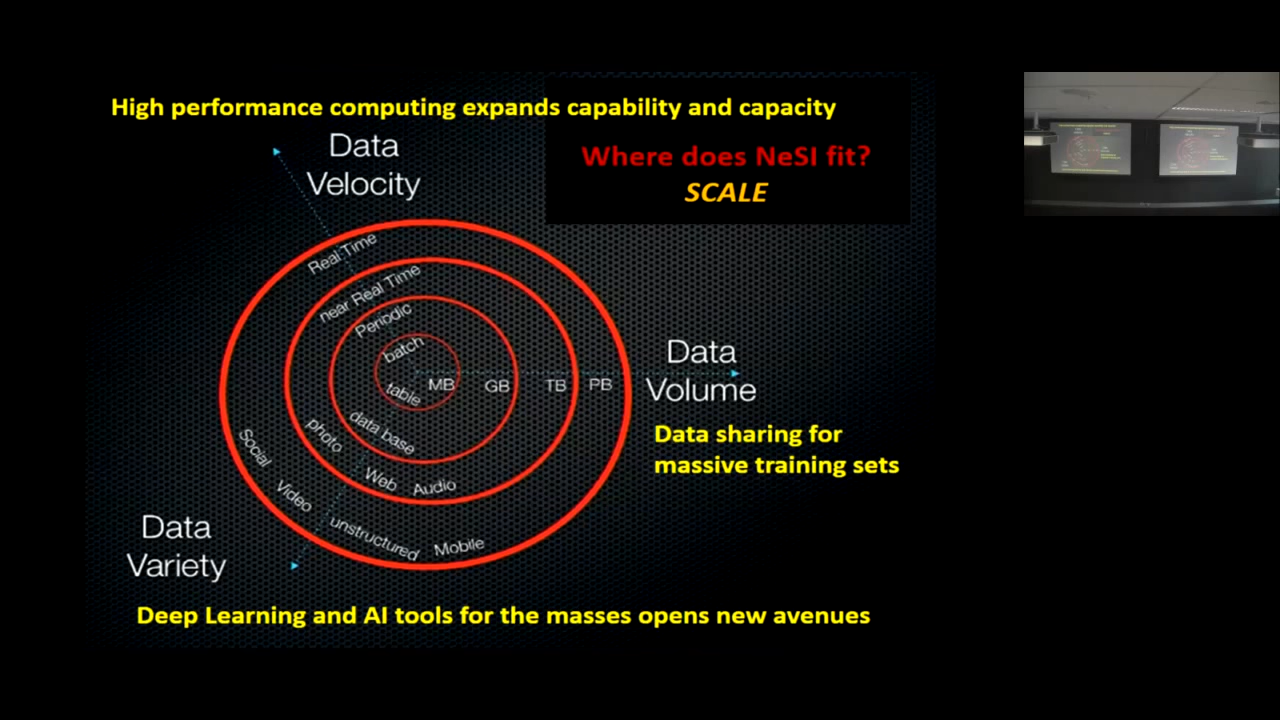 High performance computing expands capability and capacity
Where does NeSI fit?
SCALE
Data
Velocity
Real Time
near Real Time
Periodic
batch
MB GB TB PB
Data
Volume
table
data base
photo
Web Audio
Social
Video
unstructured
Mobile
Data sharing for
massive training sets
Data
Variety
Deep Learning and AI tools for the masses opens new avenues